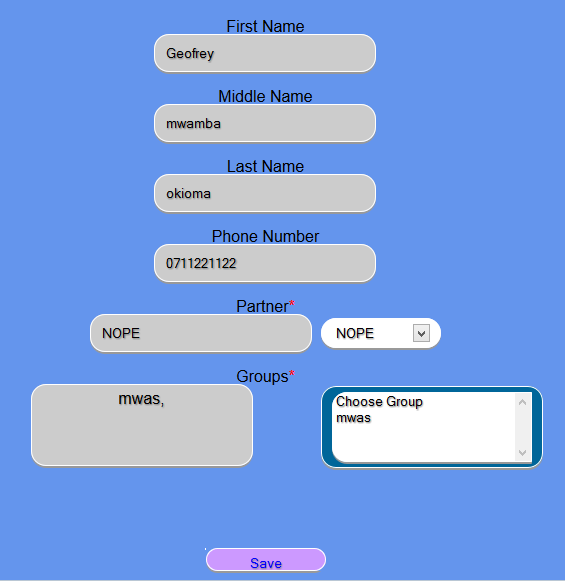 First Name
Geofrey
Middle Name
mwamba
Last Name
okioma
Phone Number
0711221122
Partner*
NOPE NOPE
Groups*
mwas,
Choose Group
mwas
Save